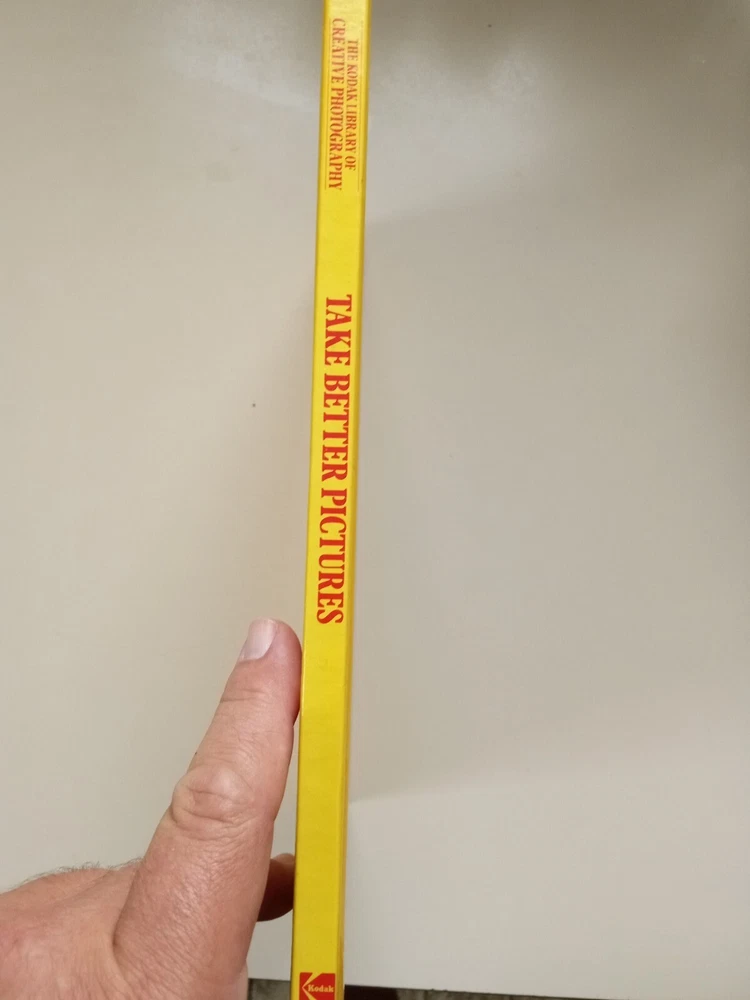 THE KODAK LIBRARY OF
CREATIVE PHOTOGRAPHY
TAKE BETTER PICTURES
Kodak